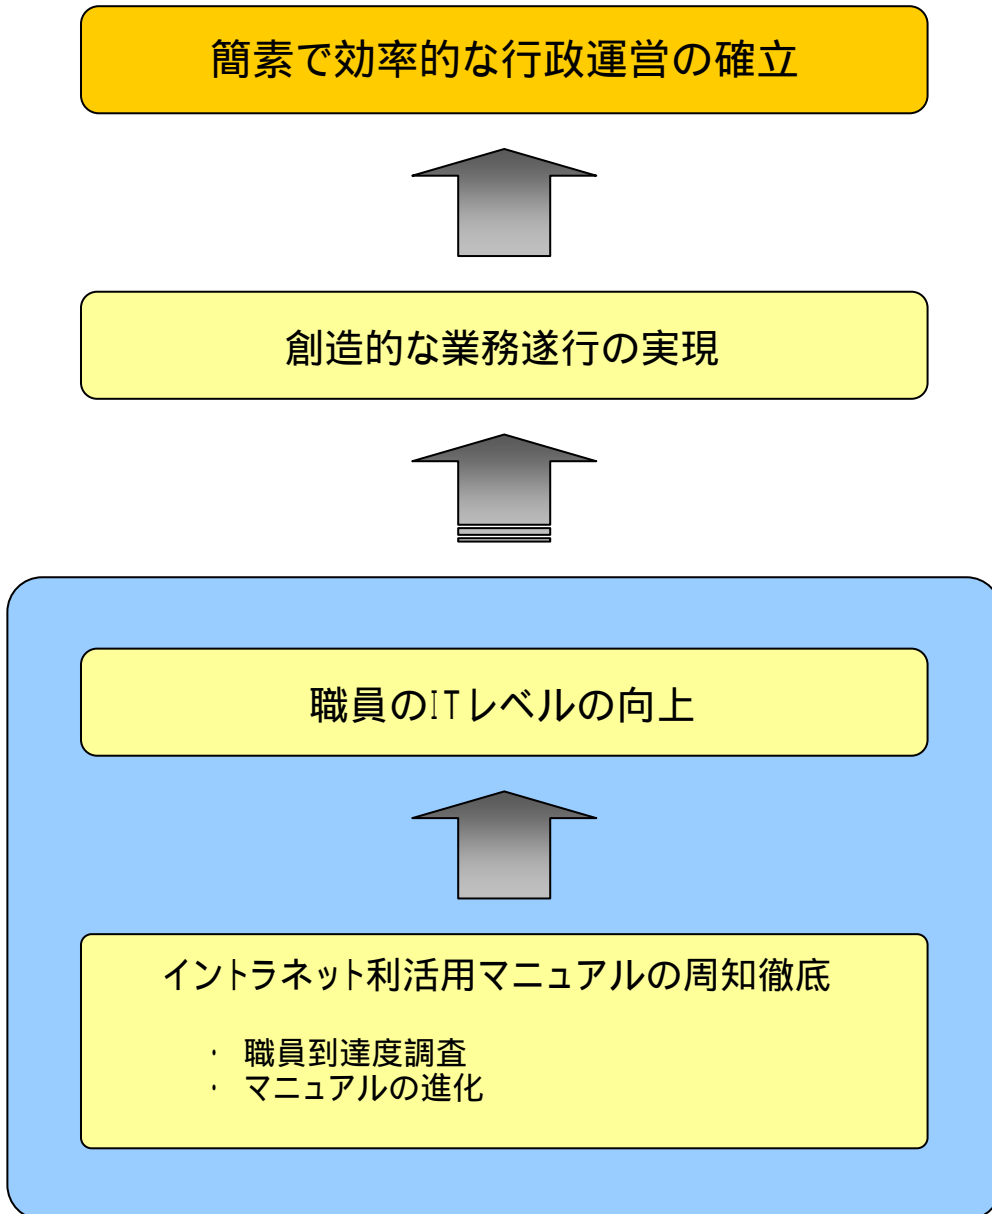 簡素で効率的な行政運営の確立
創造的な業務遂行の実現
職員のITレベルの向上
イントラネット利活用マニュアルの周知徹底
・ 職員到達度調査
・ マニュアルの進化